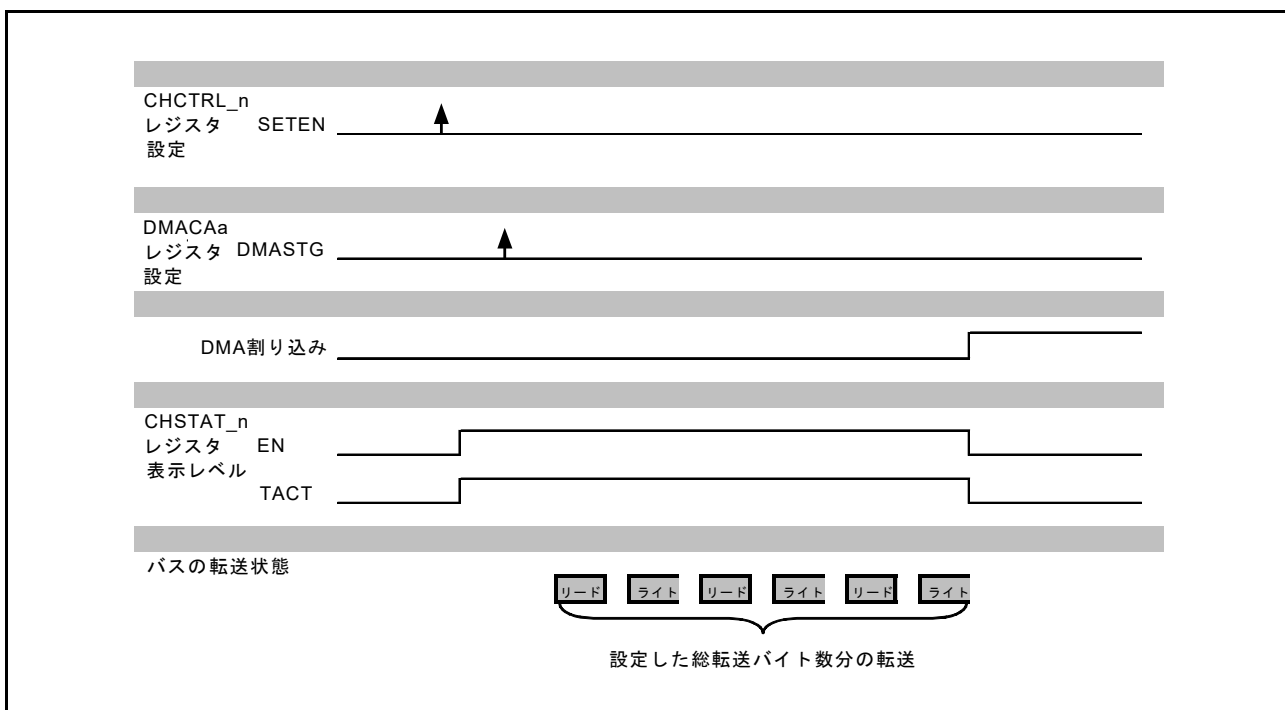 CHCTRL_n
レジスタ SETEN
設定
DMACAa
レジスタ DMASTG
設定
DMA割り込み
CHSTAT_n
レジスタ EN
表示レベル
TACT
バスの転送状態
リード ライト リード ライト リード ライト
設定した総転送バイト数分の転送